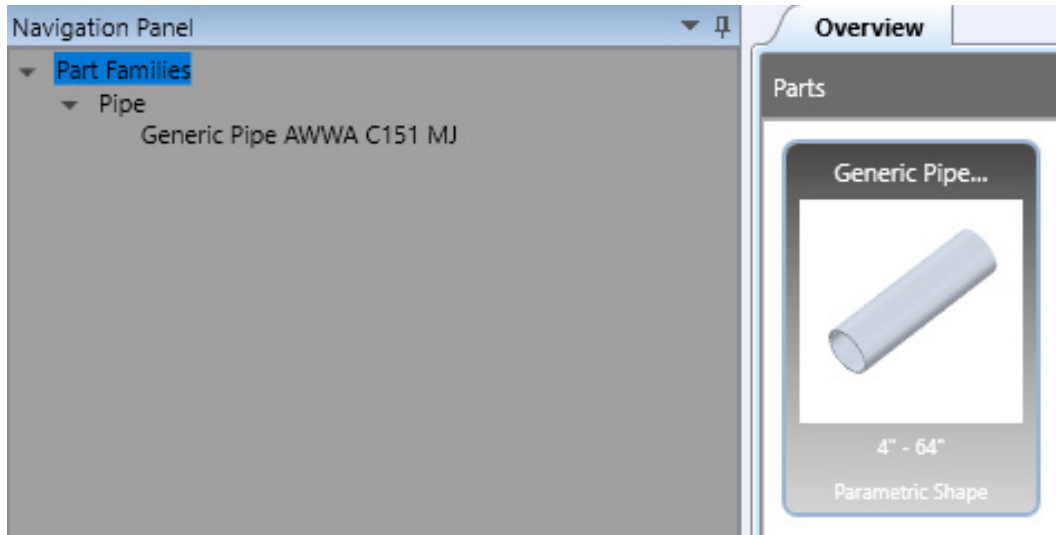 Navigation Panel
Part Families
Pipe
Generic Pipe AWWA C151 MJ
Overview
Parts
Generic Pipe...
4" - 64"
Parametric Shape